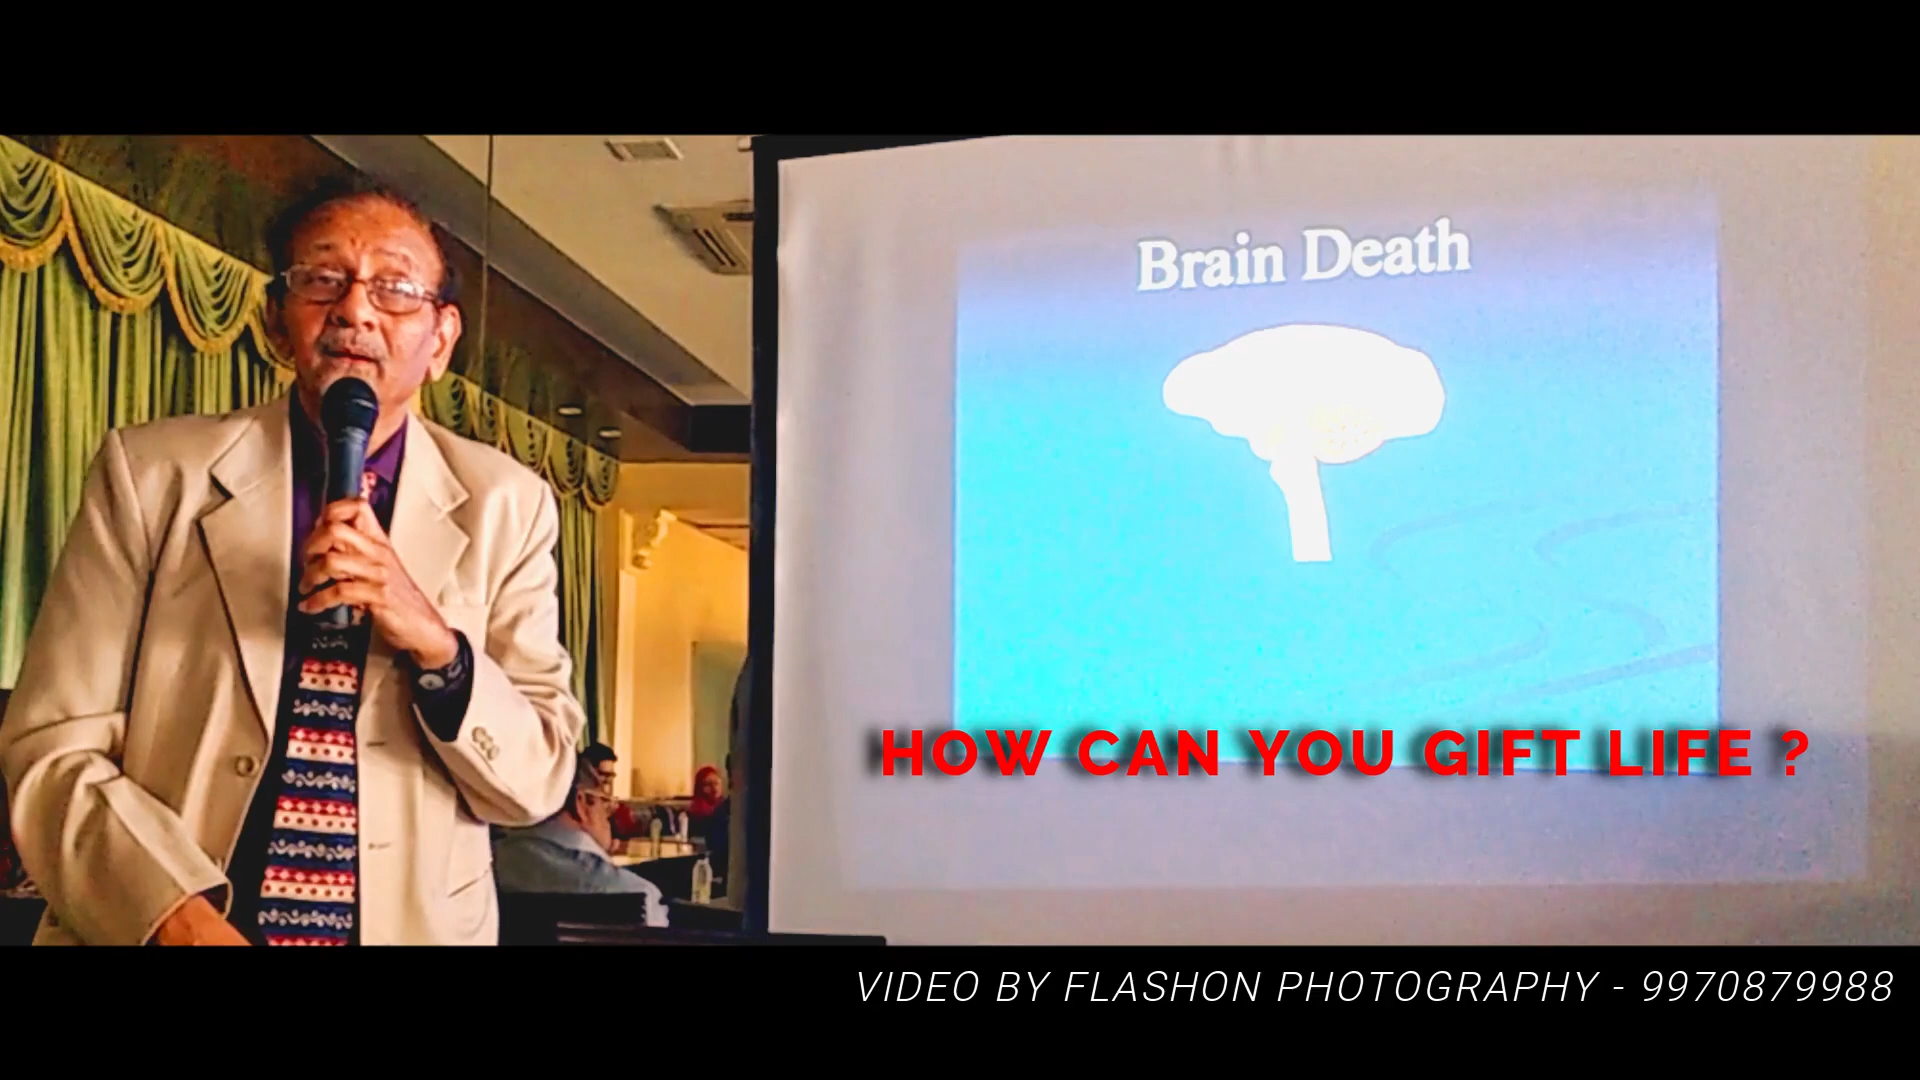 Brain Death
HOW CAN YOU GIFT LIFE ?
VIDEO BY FLASHON PHOTOGRAPHY - 9970879988